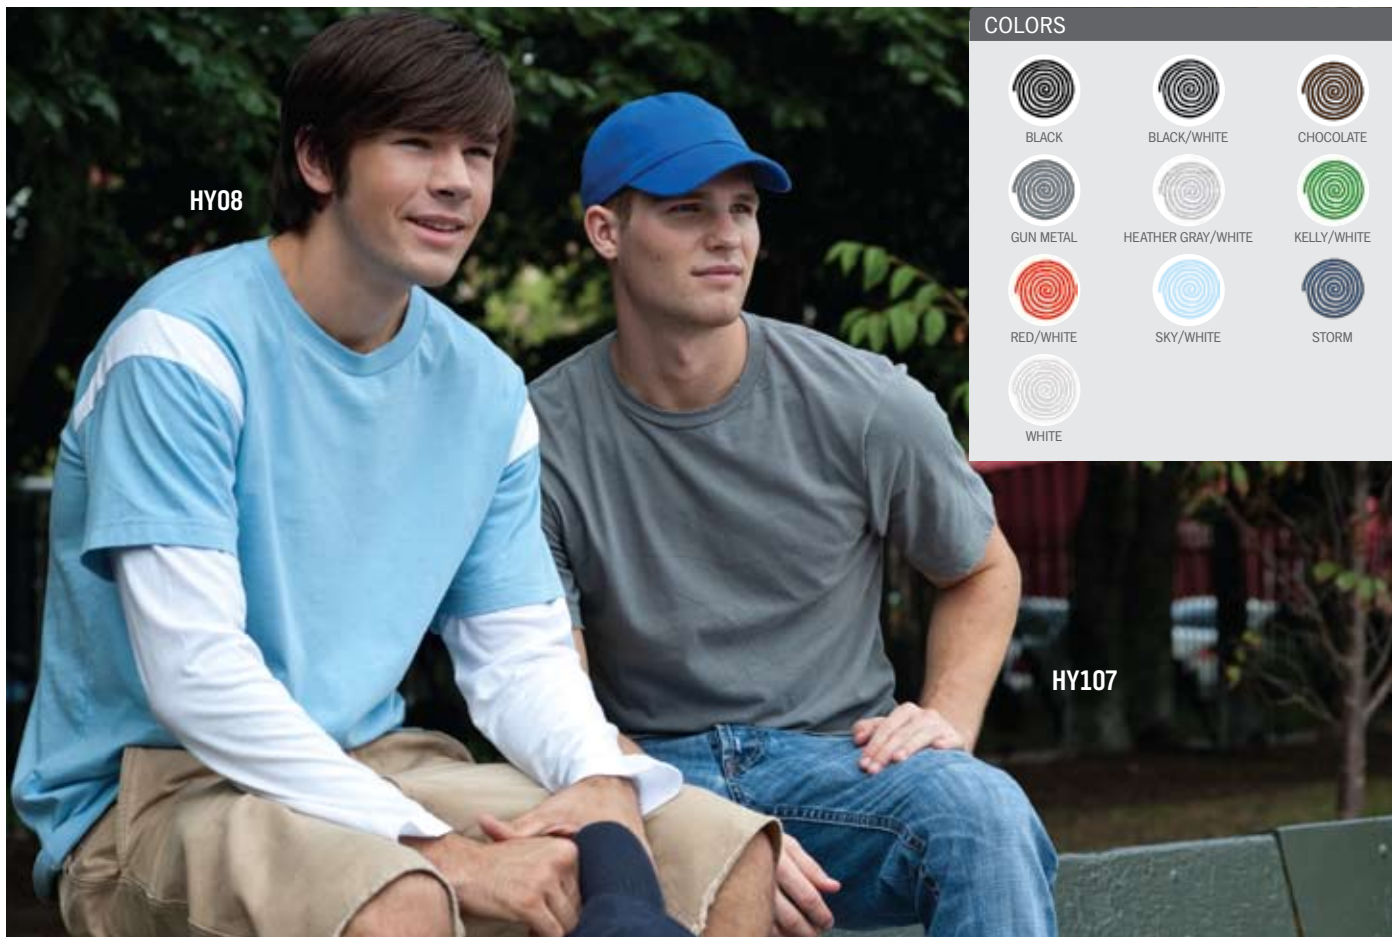 COLORS
BLACK
BLACK/WHITE
CHOCOLATE
HY08
GUN METAL
HEATHER GRAY/WHITE
KELLY/WHITE
RED/WHITE
SKY/WHITE
STORM
WHITE
HY107